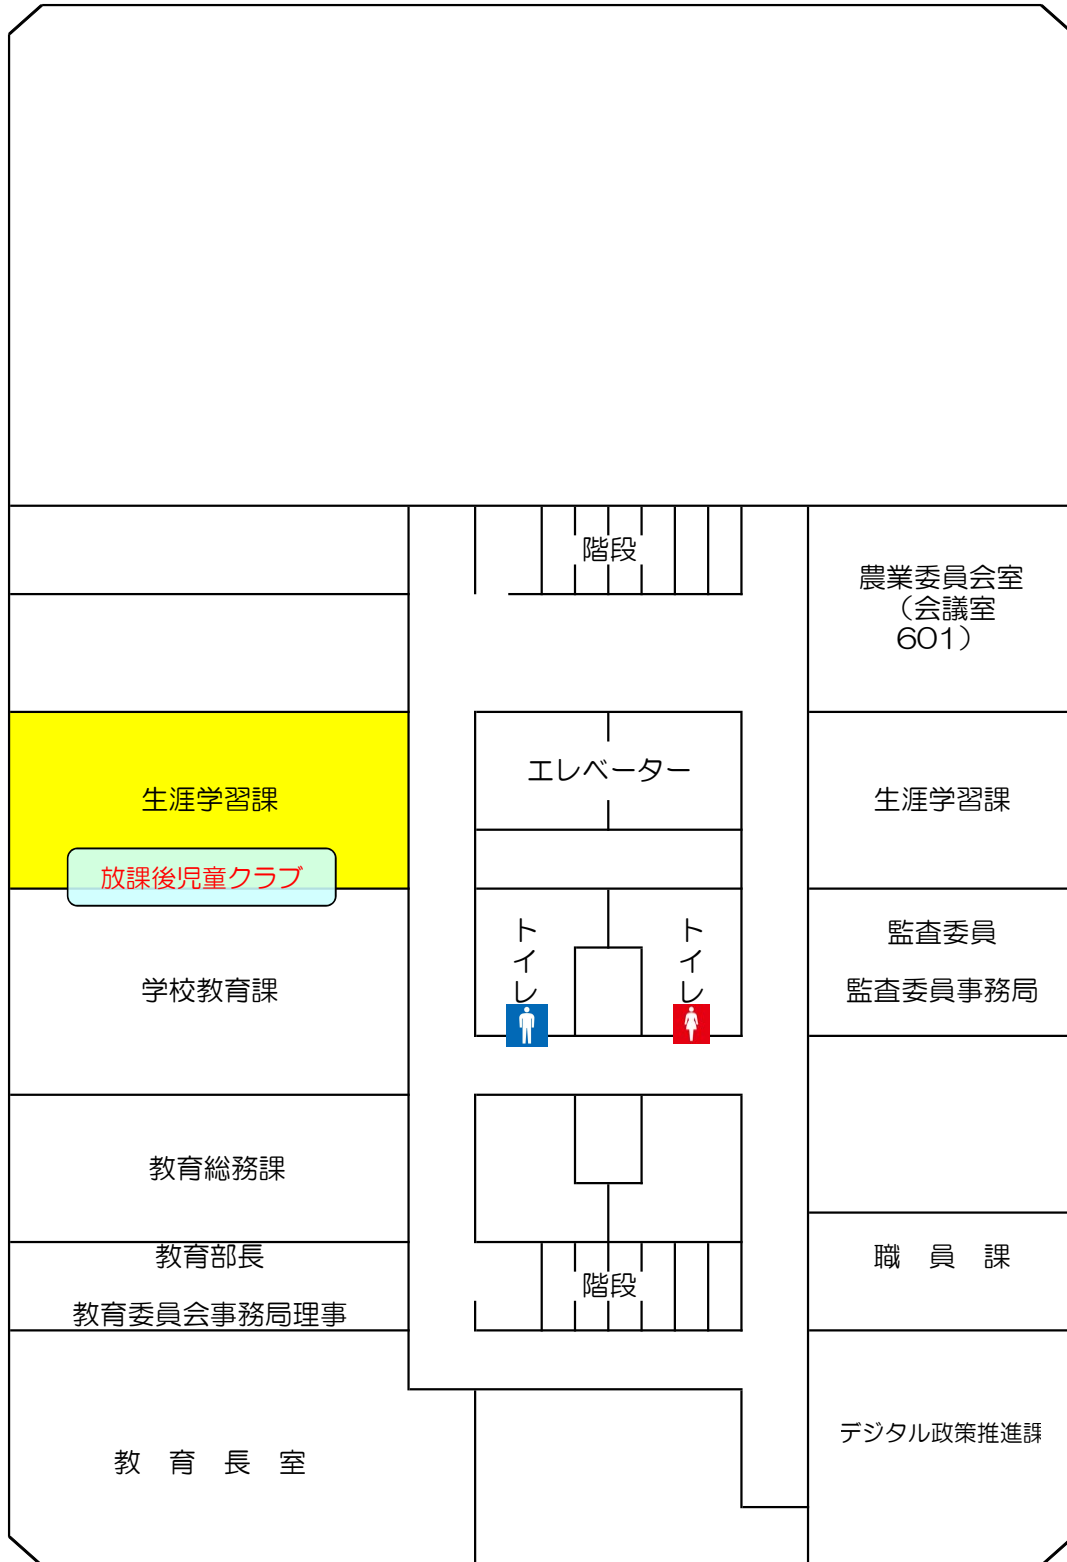 階段
農業委員会室
（会議室
601）
生涯学習課
放課後児童クラブ
エレベーター
生涯学習課
学校教育課
トイレ
トイレ
監査委員
監査委員事務局
教育総務課
教育部長
教育委員会事務局理事
階段
職　員　課
教　育　長　室
デジタル政策推進課